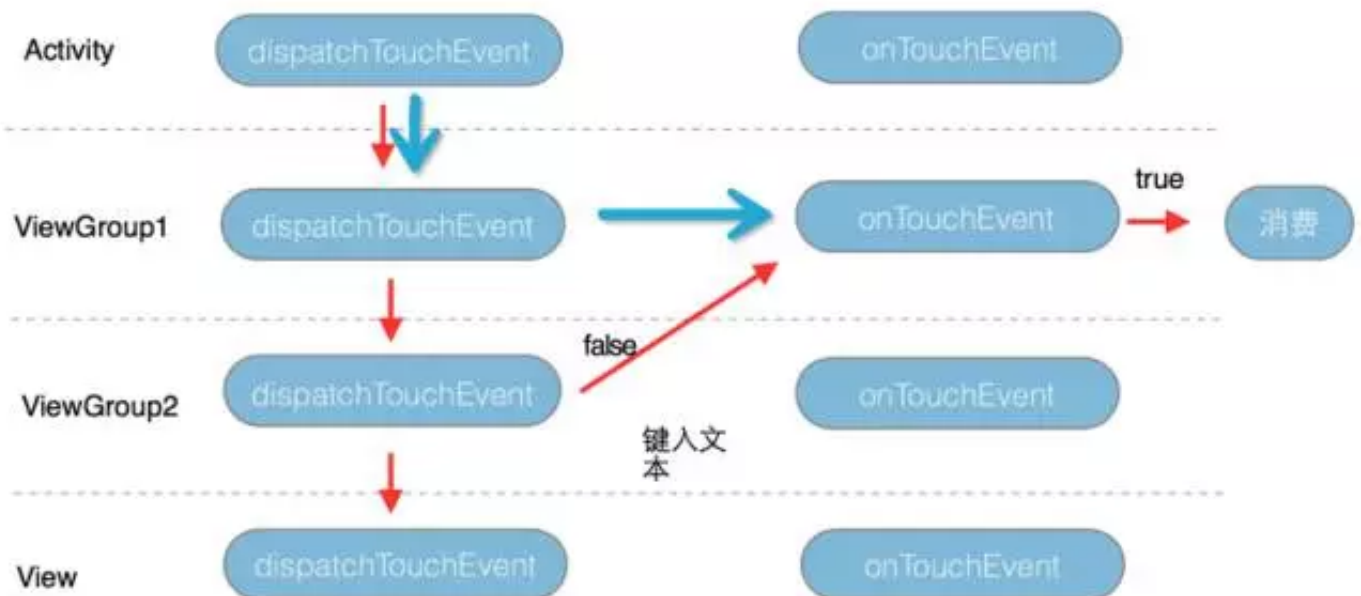 Activity
dispatchTouchEvent
onTouchEvent
true
ViewGroup1
dispatchTouchEvent
onTouchEvent
消费
false
ViewGroup2
dispatchTouchEvent
onTouchEvent
键入文
本
View
dispatchTouchEvent
onTouchEvent